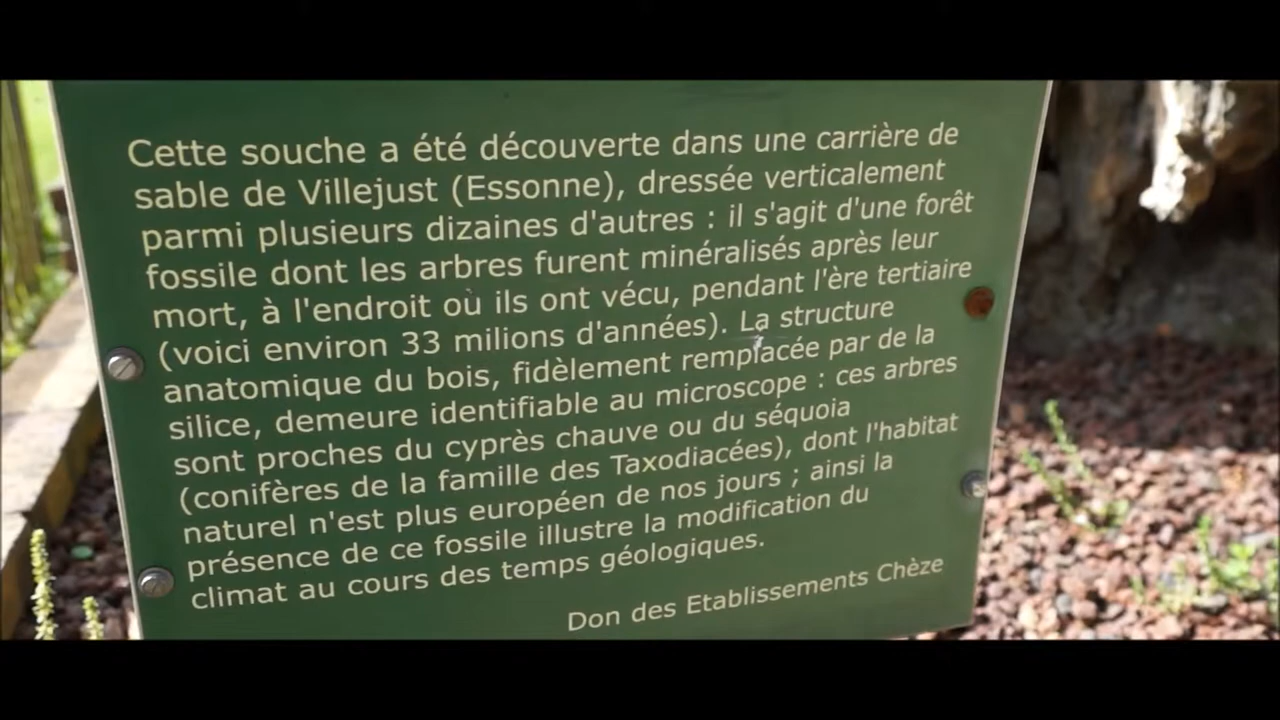 Cette souche a été découverte dans une carrière de
sable de Villejust (Essonne), dressée verticalement
parmi plusieurs dizaines d'autres : il s'agit d'une forêt
fossile dont les arbres furent minéralisés après leur
mort, à l'endroit où ils ont vécu, pendant l'ère tertiaire
(voici environ 33 milions d'années). La structure
anatomique du bois, fidèlement remplacée par de la
silice, demeure identifiable au microscope : ces arbres
sont proches du cyprès chauve ou du séquoia
(conifères de la famille des Taxodiacées), dont l'habitat
naturel n'est plus européen de nos jours ; ainsi la
présence de ce fossile illustre la modification du
climat au cours des temps géologiques.
Don des Etablissements Chèze